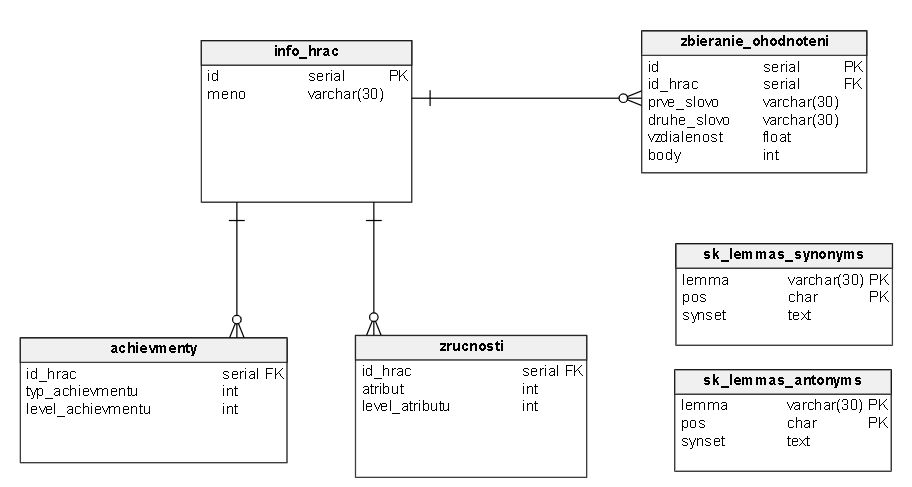 info_hrac
id serial PK
meno varchar(30)
zbieranie_ohodnoteni
id serial PK
id_hrac serial FK
prve_slovo varchar(30)
druhe_slovo varchar(30)
vzdialenost float
body int
achievmenty
id_hrac serial FK
typ_achievmentu int
level_achievmentu int
zrucnosti
id_hrac serial FK
atribut int
level_atributu int
sk_lemmas_synonyms
lemma varchar(30) PK
pos char PK
synset text
sk_lemmas_antonyms
lemma varchar(30) PK
pos char PK
synset text